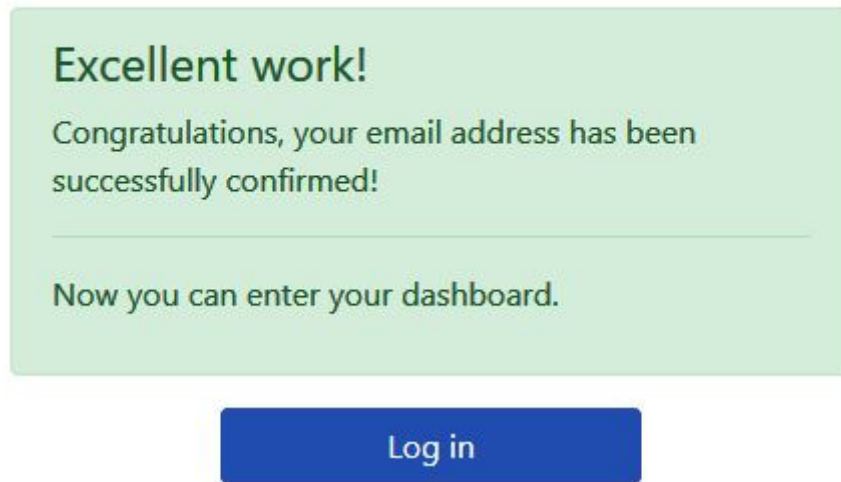 Excellent work!
Congratulations, your email address has been
successfully confirmed!
Now you can enter your dashboard.
Log in